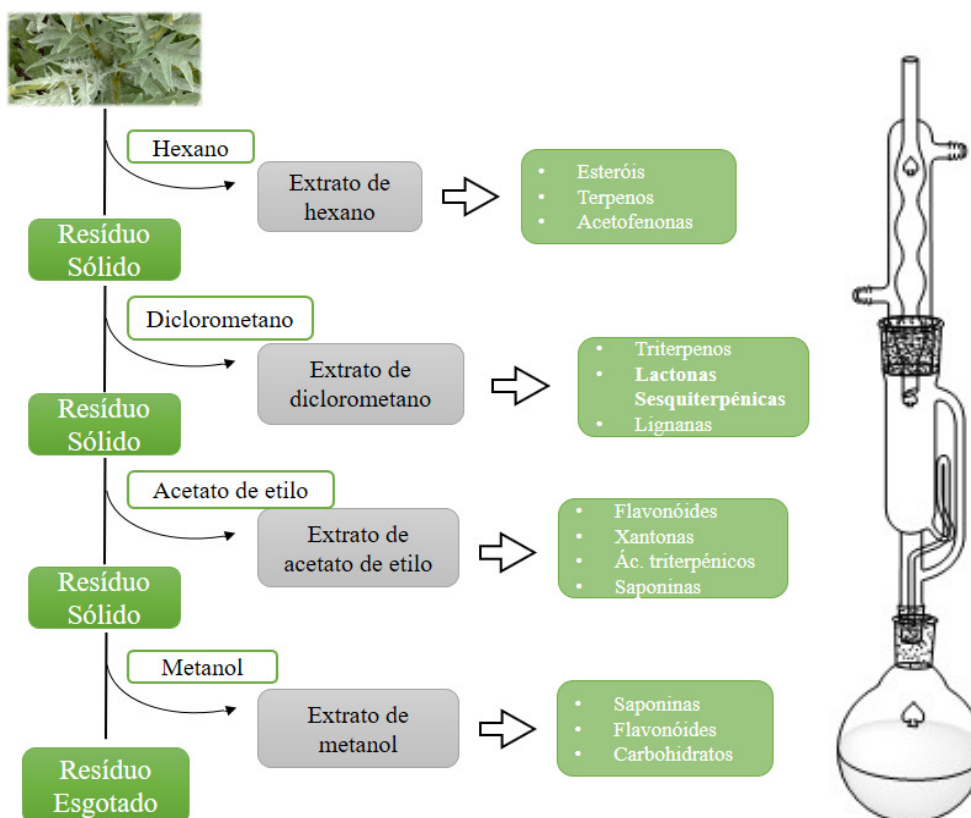 Hexano
Extrato de
hexano
• Esteróis
• Terpenos
• Acetofenonas
Resíduo
Sólido
Diclorometano
Extrato de
diclorometano
• Triterpenos
• Lactonas
Sesquiterpénicas
• Lignanas
Resíduo
Sólido
Acetato de etilo
Extrato de
acetato de etilo
• Flavonóides
• Xantonas
• Ác. triterpénicos
• Saponinas
Resíduo
Sólido
Metanol
Extrato de
metanol
• Saponinas
• Flavonóides
• Carbohidratos
Resíduo
Esgotado